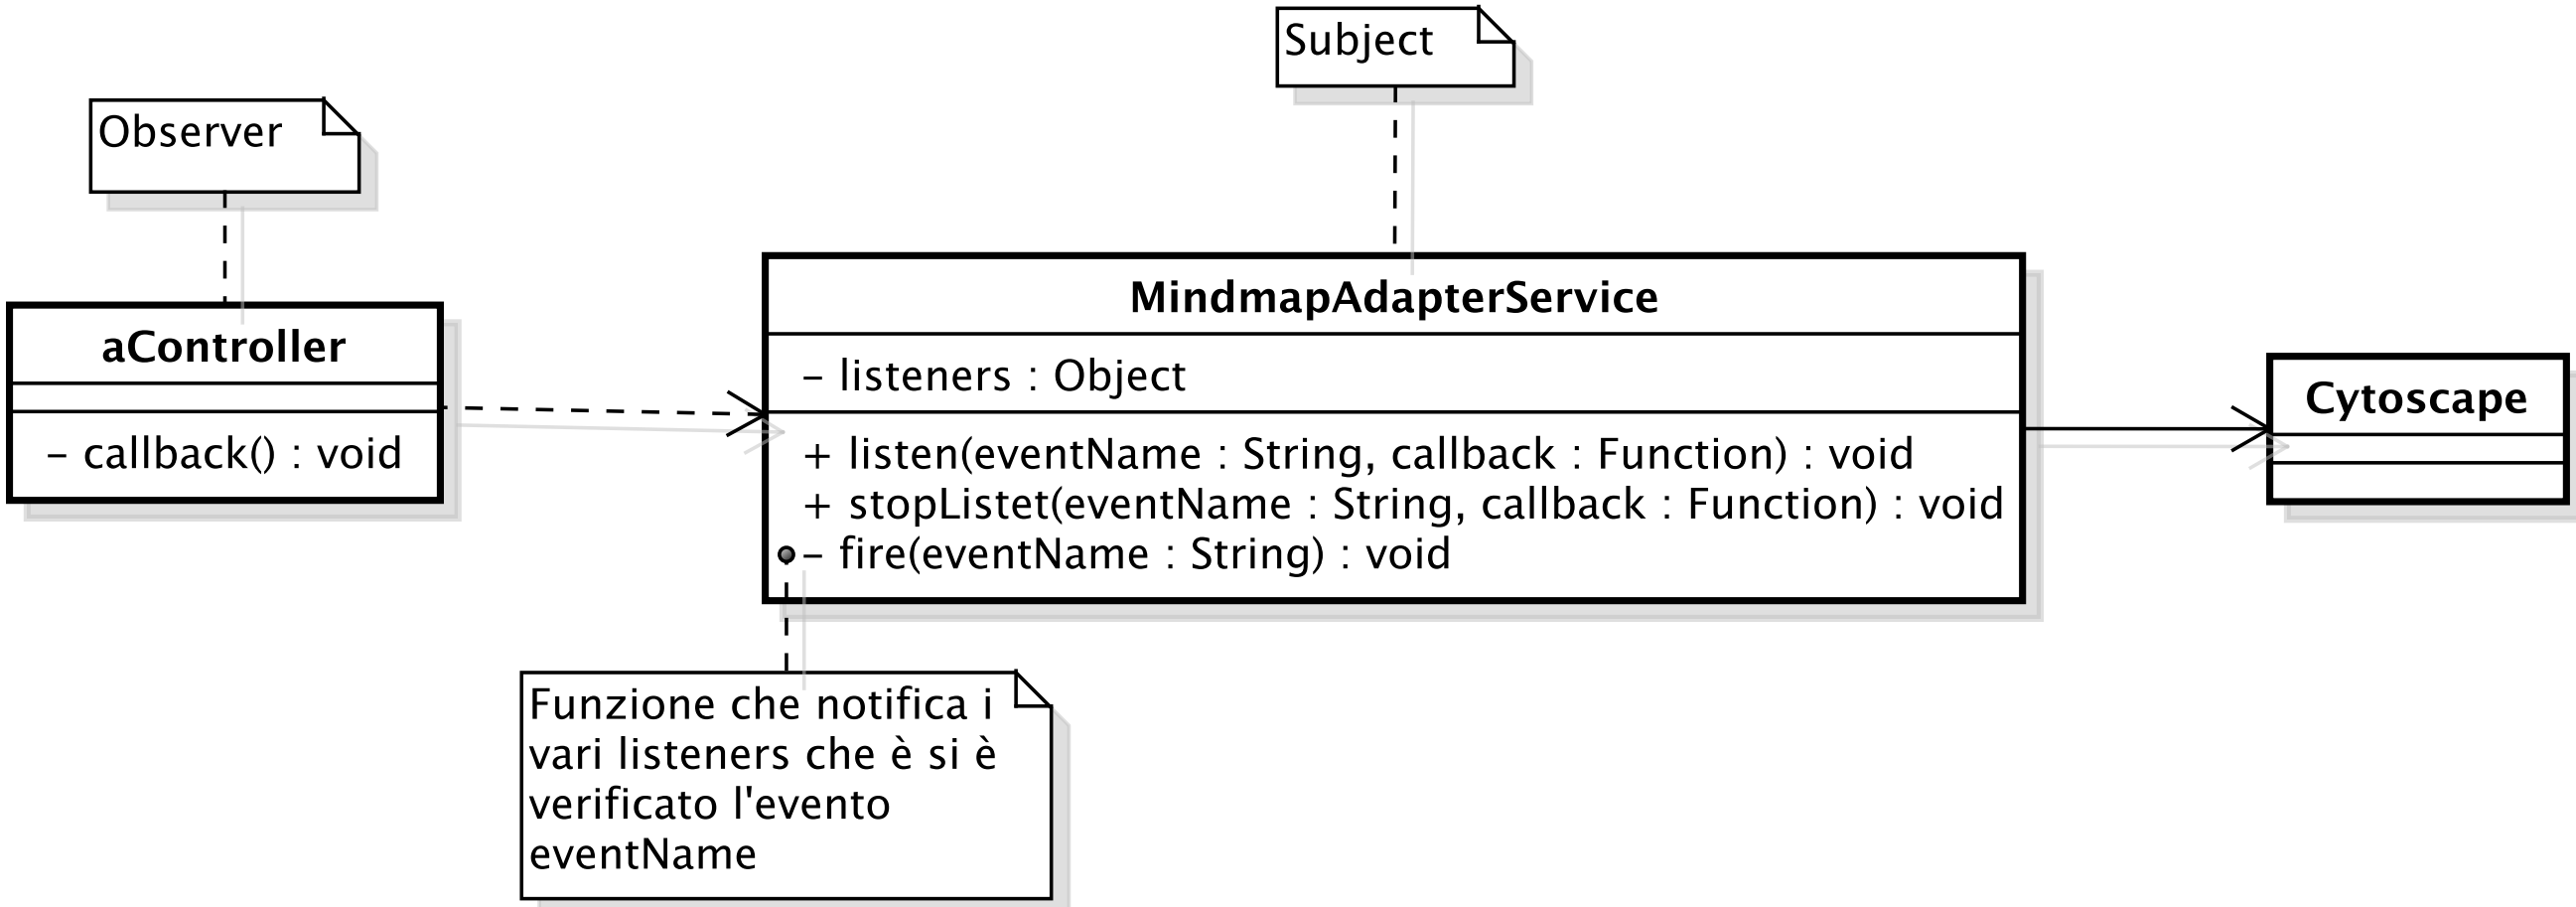 Subject
Observer
MindmapAdapterService
aController
- listeners : Object
Cytoscape
- callback() : void
+ listen(eventName : String, callback : Function) : void
+ stopListet(eventName : String, callback : Function) : void
- fire(eventName : String) : void
Funzione che notifica i
vari listeners che è si è
verificato l'evento
eventName